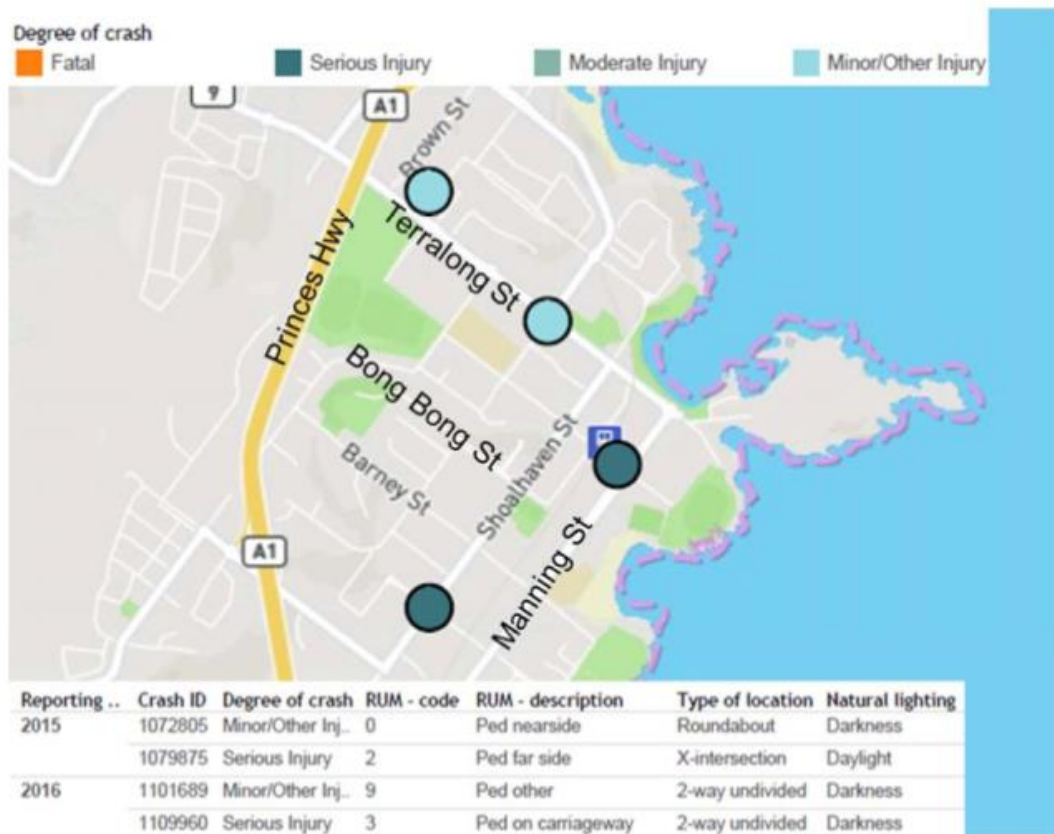 Degree of crash
Fatal Serious Injury Moderate Injury Minor/Other Injury
9
A1
Brown St
Terralong St
Princes Hwy
Bong Bong St
Barney St
Shoalhaven St
Manning St
A1
Reporting .. Crash ID Degree of crash RUM - code RUM - description Type of location Natural lighting
2015 1072805 Minor/Other Inj.. 0 Ped nearside Roundabout Darkness
1079875 Serious Injury 2 Ped far side X-intersection Daylight
2016 1101689 Minor/Other Inj.. 9 Ped other 2-way undivided Darkness
1109960 Serious Injury 3 Ped on carriageway 2-way undivided Darkness